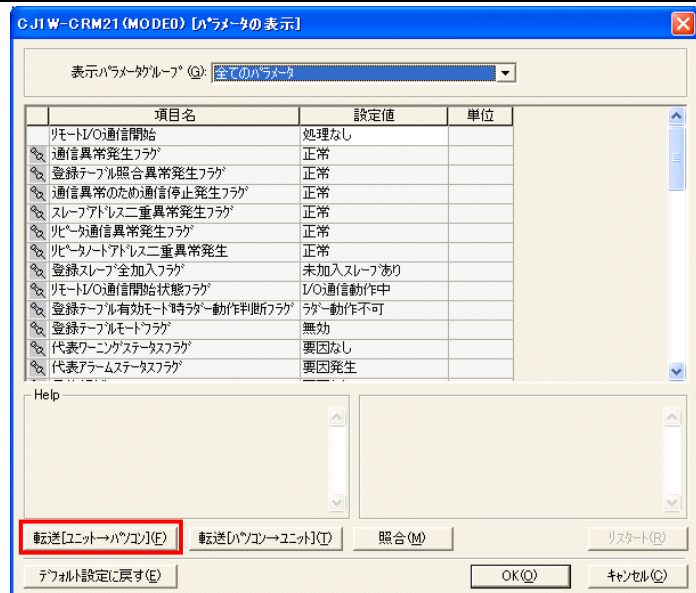 CJ1W-CRM21(MODE0) [ﾊﾟﾗﾒｰﾀの表示]
表示ﾊﾟﾗﾒｰﾀｸﾞﾙｰﾌﾟ(G): 全てのﾊﾟﾗﾒｰﾀ
項目名 設定値 単位
ﾘﾓｰﾄI/O通信開始 処理なし
通信異常発生ﾌﾗｸﾞ 正常
登録ﾃｰﾌﾞﾙ照合異常発生ﾌﾗｸﾞ 正常
通信異常のため通信停止発生ﾌﾗｸﾞ 正常
ｽﾚｰﾌﾞｱﾄﾞﾚｽ二重異常発生ﾌﾗｸﾞ 正常
ﾘﾋﾟｰﾀ通信異常発生ﾌﾗｸﾞ 正常
ﾘﾋﾟｰﾀﾉｰﾄﾞｱﾄﾞﾚｽ二重異常発生 正常
登録ｽﾚｰﾌﾞ全加入ﾌﾗｸﾞ 未加入ｽﾚｰﾌﾞあり
ﾘﾓｰﾄI/O通信開始状態ﾌﾗｸﾞ I/O通信動作中
登録ﾃｰﾌﾞﾙ有効ﾓｰﾄﾞ時ﾗﾀﾞｰ動作判断ﾌﾗｸﾞ ﾗﾀﾞｰ動作不可
登録ﾃｰﾌﾞﾙﾓｰﾄﾞﾌﾗｸﾞ 無効
代表ﾜｰﾆﾝｸﾞｽﾃｰﾀｽﾌﾗｸﾞ 要因なし
代表ｱﾗｰﾑｽﾃｰﾀｽﾌﾗｸﾞ 要因発生
Help
転送[ﾕﾆｯﾄ→ﾊﾟｿｺﾝ](F) 転送[ﾊﾟｿｺﾝ→ﾕﾆｯﾄ](T) 照合(M) ﾘｽﾀｰﾄ(R)
ﾃﾞﾌｫﾙﾄ設定に戻す(E) OK(O) ｷｬﾝｾﾙ(C)